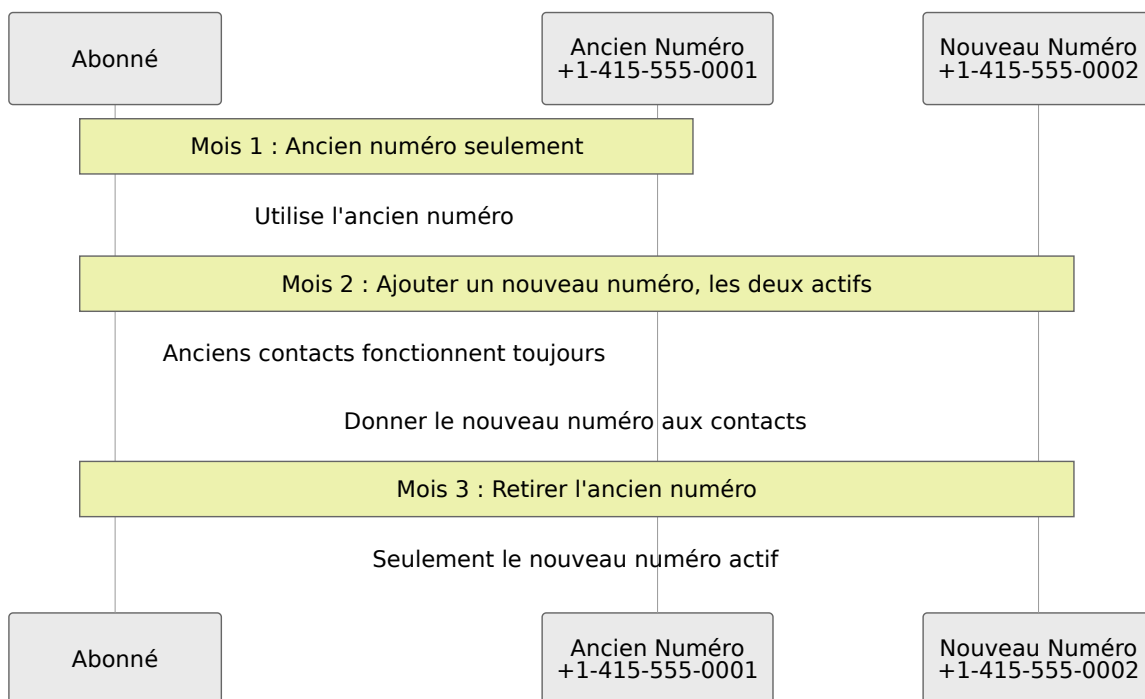 Abonné
Ancien Numéro
+1-415-555-0001
Nouveau Numéro
+1-415-555-0002
Mois 1 : Ancien numéro seulement
Utilise l'ancien numéro
Mois 2 : Ajouter un nouveau numéro, les deux actifs
Anciens contacts fonctionnent toujours
Donner le nouveau numéro aux contacts
Mois 3 : Retirer l'ancien numéro
Seulement le nouveau numéro actif
Abonné
Ancien Numéro
+1-415-555-0001
Nouveau Numéro
+1-415-555-0002